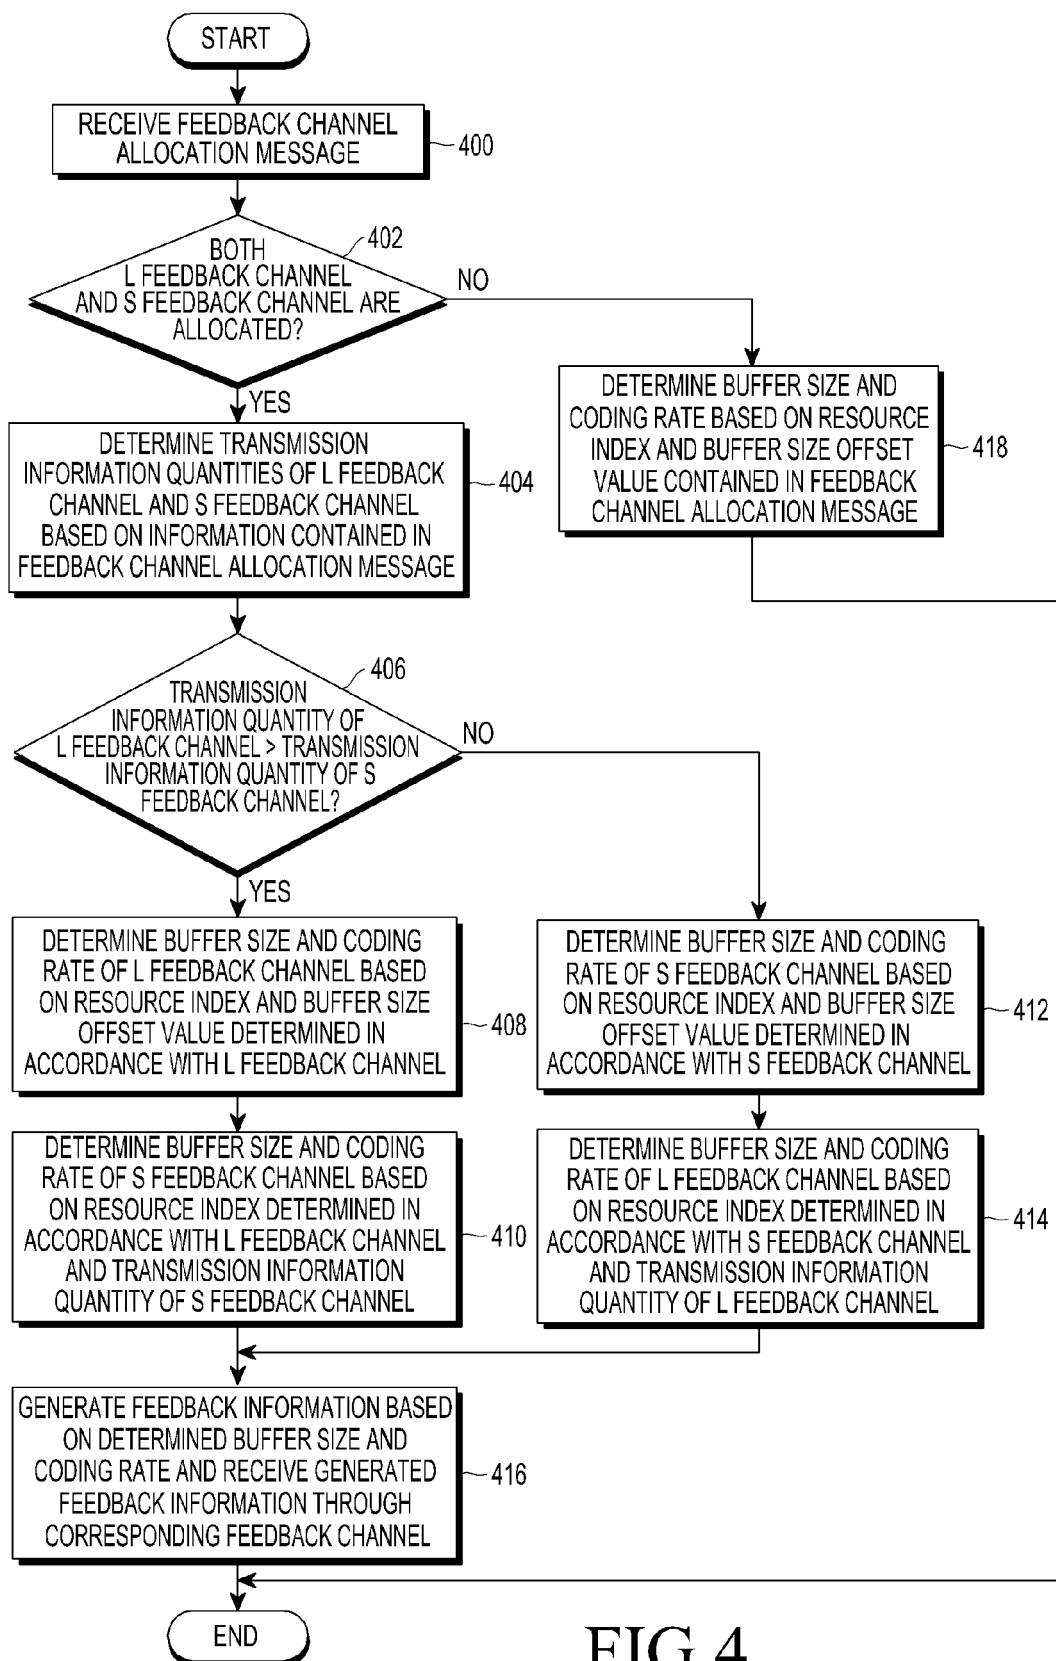 START
RECEIVE FEEDBACK CHANNEL
ALLOCATION MESSAGE
400
BOTH
L FEEDBACK CHANNEL
AND S FEEDBACK CHANNEL ARE
ALLOCATED?
402
NO
YES
DETERMINE BUFFER SIZE AND
CODING RATE BASED ON RESOURCE
INDEX AND BUFFER SIZE OFFSET
VALUE CONTAINED IN FEEDBACK
CHANNEL ALLOCATION MESSAGE
418
DETERMINE TRANSMISSION
INFORMATION QUANTITIES OF L FEEDBACK
CHANNEL AND S FEEDBACK CHANNEL
BASED ON INFORMATION CONTAINED IN
FEEDBACK CHANNEL ALLOCATION MESSAGE
404
406
TRANSMISSION
INFORMATION QUANTITY OF
L FEEDBACK CHANNEL > TRANSMISSION
INFORMATION QUANTITY OF S
FEEDBACK CHANNEL?
NO
YES
DETERMINE BUFFER SIZE AND CODING
RATE OF L FEEDBACK CHANNEL BASED
ON RESOURCE INDEX AND BUFFER SIZE
OFFSET VALUE DETERMINED IN
ACCORDANCE WITH L FEEDBACK CHANNEL
408
DETERMINE BUFFER SIZE AND CODING
RATE OF S FEEDBACK CHANNEL BASED
ON RESOURCE INDEX AND BUFFER SIZE
OFFSET VALUE DETERMINED IN
ACCORDANCE WITH S FEEDBACK CHANNEL
412
DETERMINE BUFFER SIZE AND CODING
RATE OF S FEEDBACK CHANNEL BASED
ON RESOURCE INDEX DETERMINED IN
ACCORDANCE WITH L FEEDBACK CHANNEL
AND TRANSMISSION INFORMATION
QUANTITY OF S FEEDBACK CHANNEL
410
DETERMINE BUFFER SIZE AND CODING
RATE OF L FEEDBACK CHANNEL BASED
ON RESOURCE INDEX DETERMINED IN
ACCORDANCE WITH S FEEDBACK CHANNEL
AND TRANSMISSION INFORMATION
QUANTITY OF L FEEDBACK CHANNEL
414
GENERATE FEEDBACK INFORMATION BASED
ON DETERMINED BUFFER SIZE AND
CODING RATE AND RECEIVE GENERATED
FEEDBACK INFORMATION THROUGH
CORRESPONDING FEEDBACK CHANNEL
416
END
FIG.4